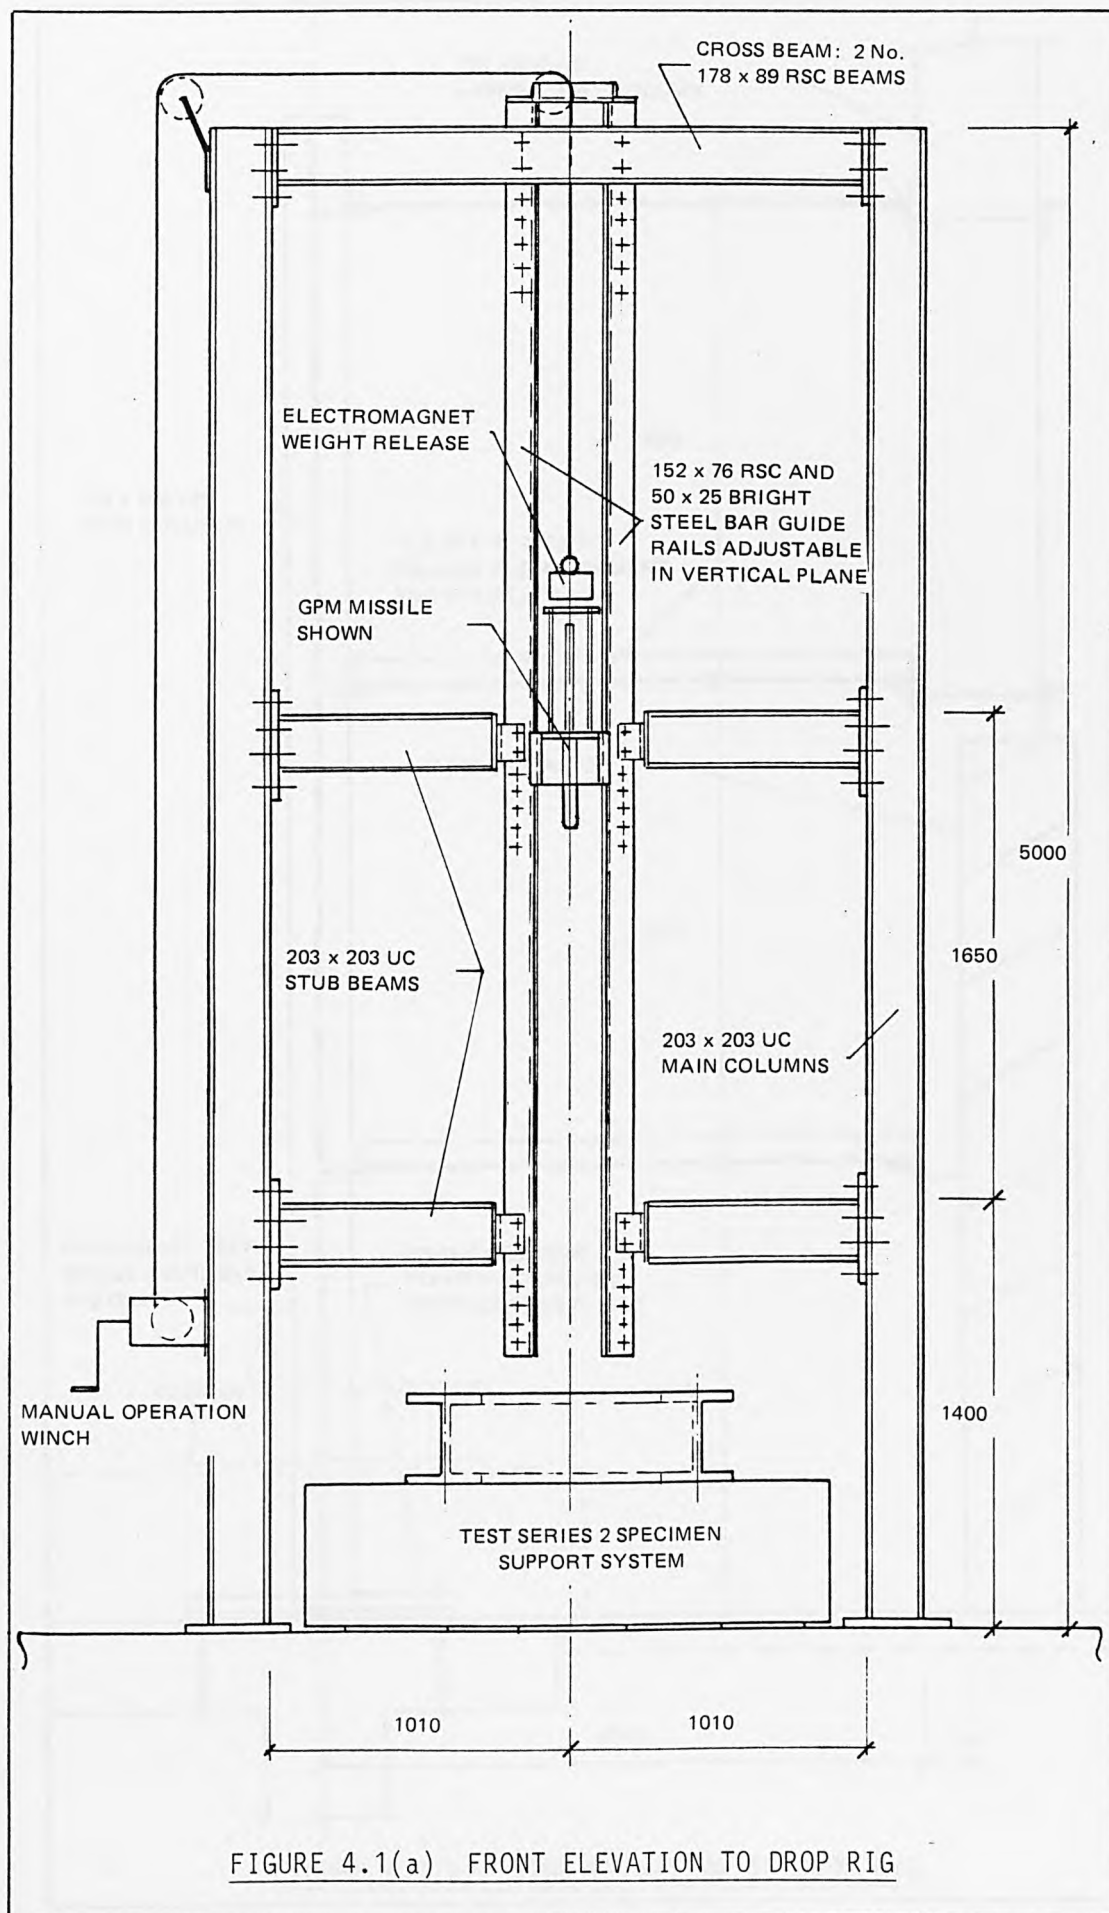 CROSS BEAM: 2 No.
178 x 89 RSC BEAMS
ELECTROMAGNET
WEIGHT RELEASE
152 x 76 RSC AND
50 x 25 BRIGHT
STEEL BAR GUIDE
RAILS ADJUSTABLE
IN VERTICAL PLANE
GPM MISSILE
SHOWN
5000
203 x 203 UC
STUB BEAMS
1650
203 x 203 UC
MAIN COLUMNS
MANUAL OPERATION
WINCH
1400
TEST SERIES 2 SPECIMEN
SUPPORT SYSTEM
1010
1010
FIGURE 4.1(a) FRONT ELEVATION TO DROP RIG